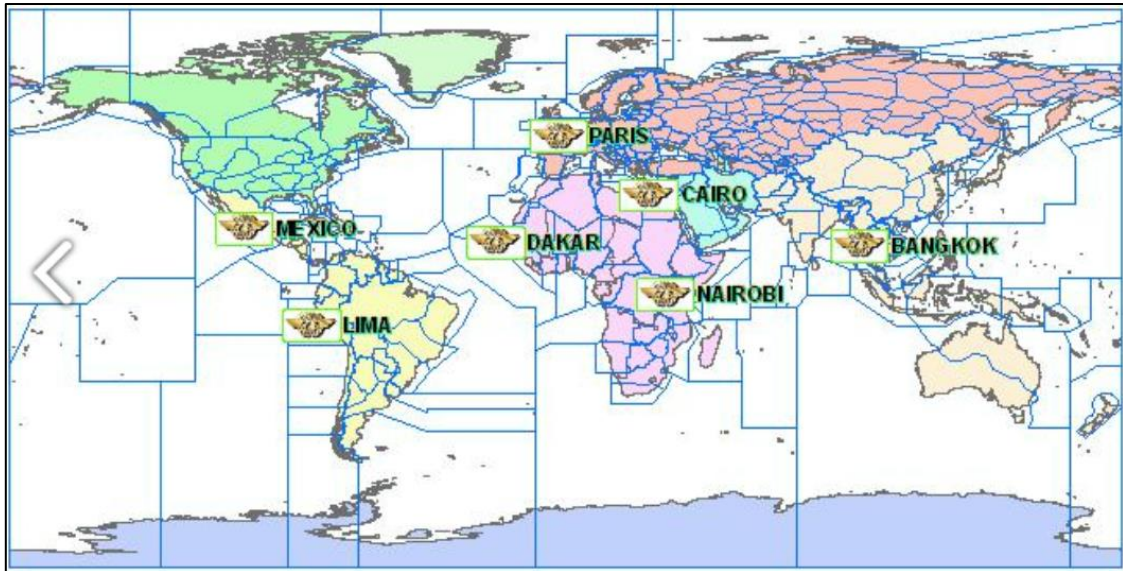 PARIS
CAIRO
MEXICO
DAKAR
BANGKOK
NAIROBI
LIMA